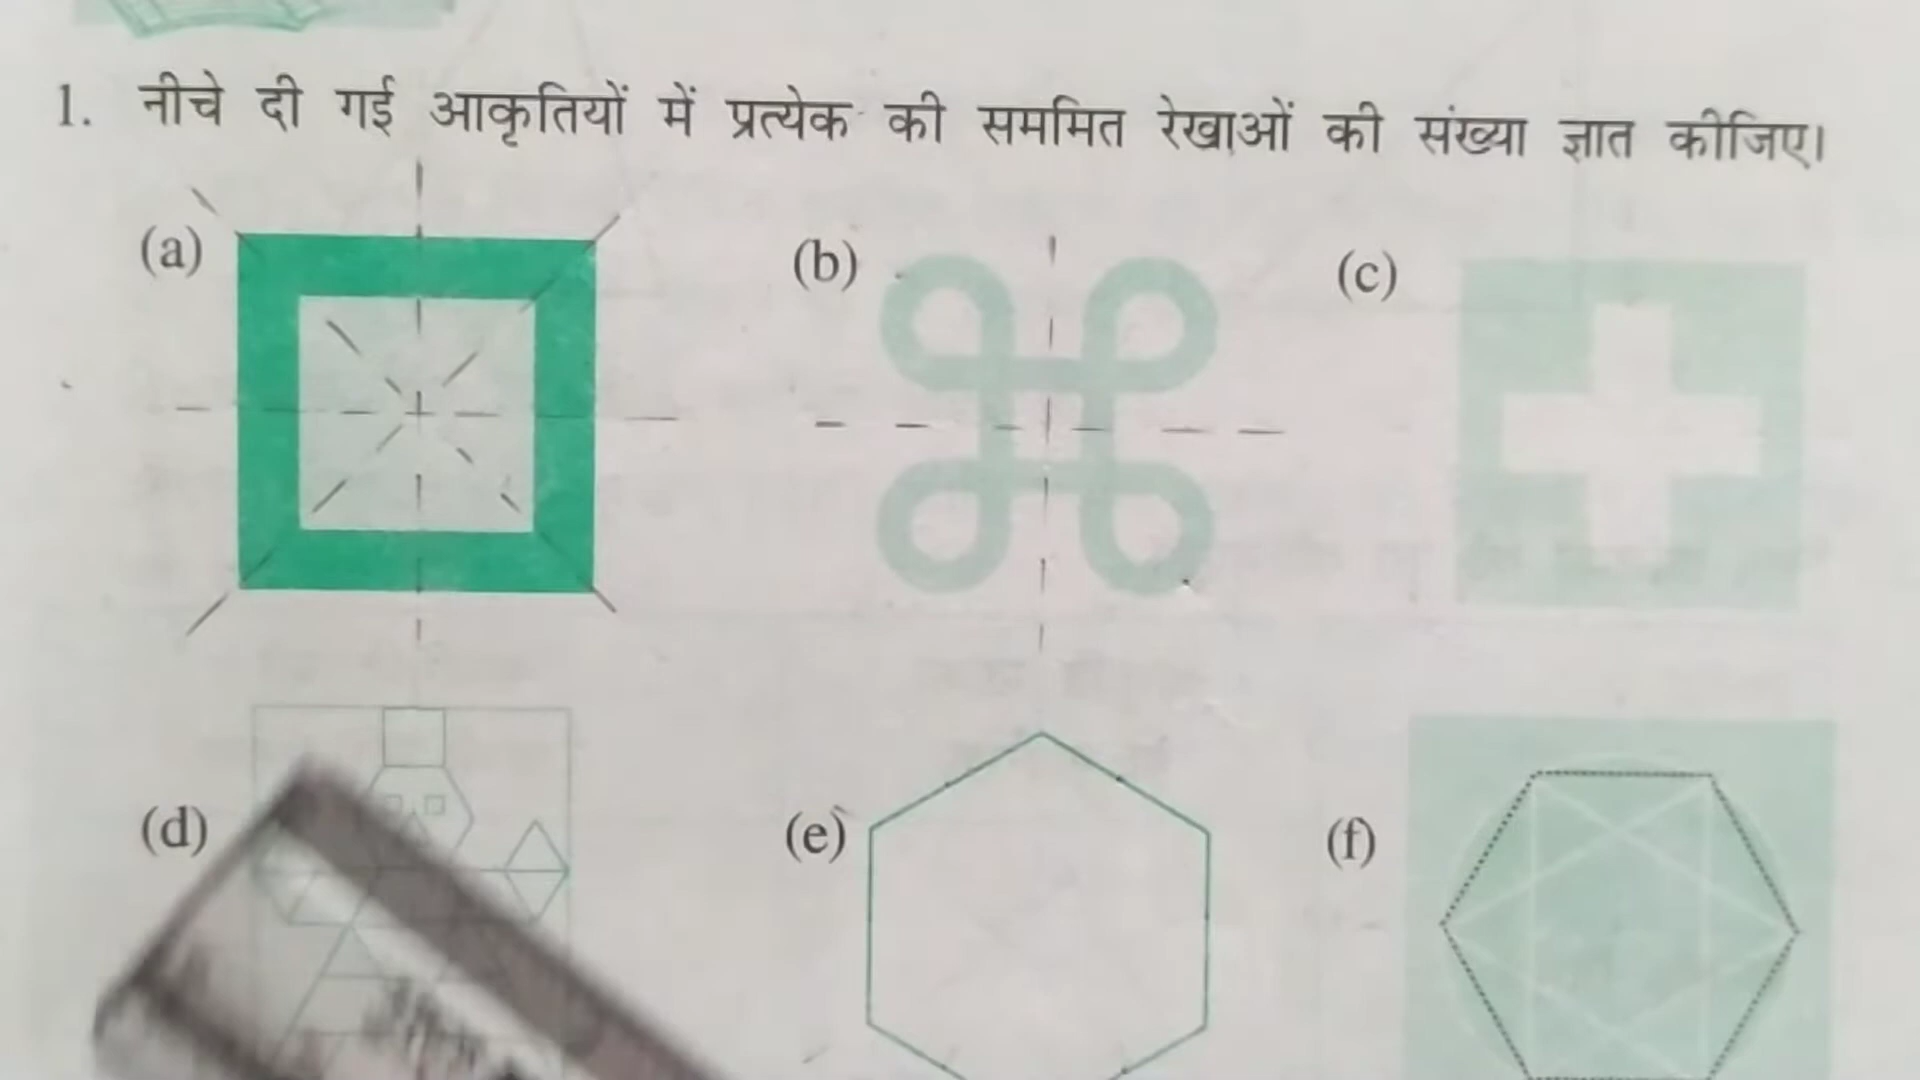 1. नीचे दी गई आकृतियों में प्रत्येक की सममित रेखाओं की संख्या ज्ञात कीजिए।
(a) (b) (c)
(d) (e) (f)